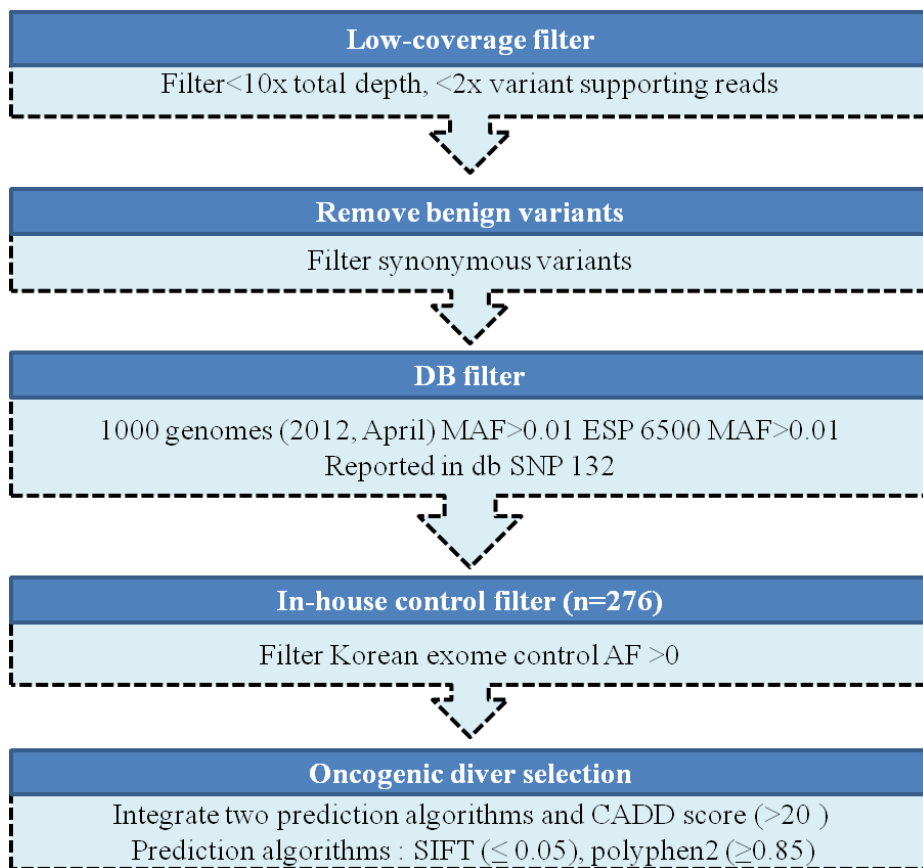 Low-coverage filter
Filter<10x total depth, <2x variant supporting reads
Remove benign variants
Filter synonymous variants
DB filter
1000 genomes (2012, April) MAF>0.01 ESP 6500 MAF>0.01
Reported in db SNP 132
In-house control filter (n=276)
Filter Korean exome control AF >0
Oncogenic diver selection
Integrate two prediction algorithms and CADD score (>20 )
Prediction algorithms : SIFT (≤ 0.05), polyphen2 (≥0.85)